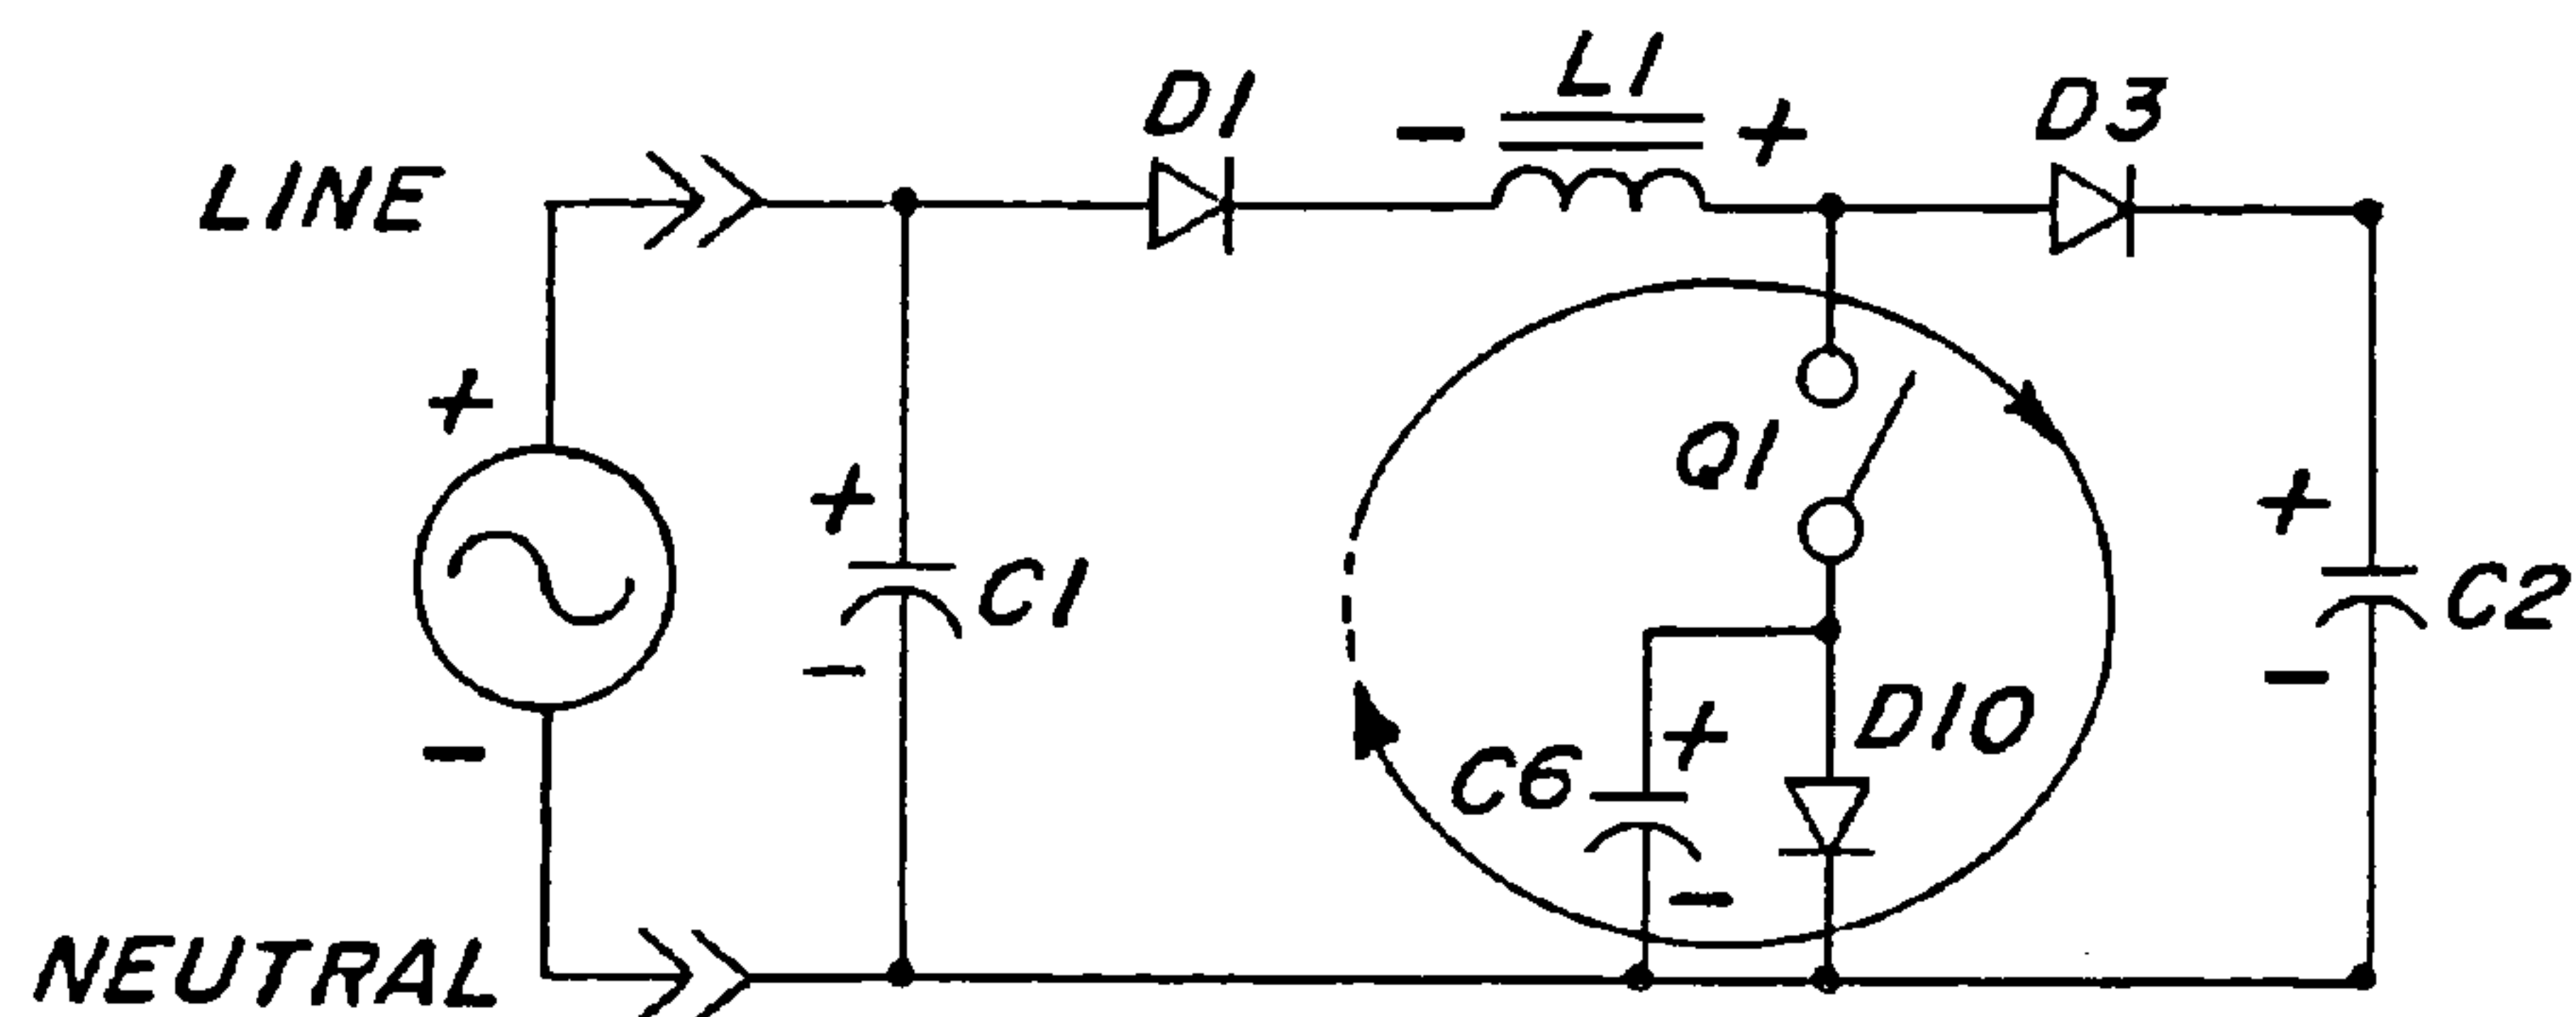 L1
D1
- +
D3
LINE
+
Q1
+
+
C1
C2
-
-
D10
+
C6
-
-
NEUTRAL